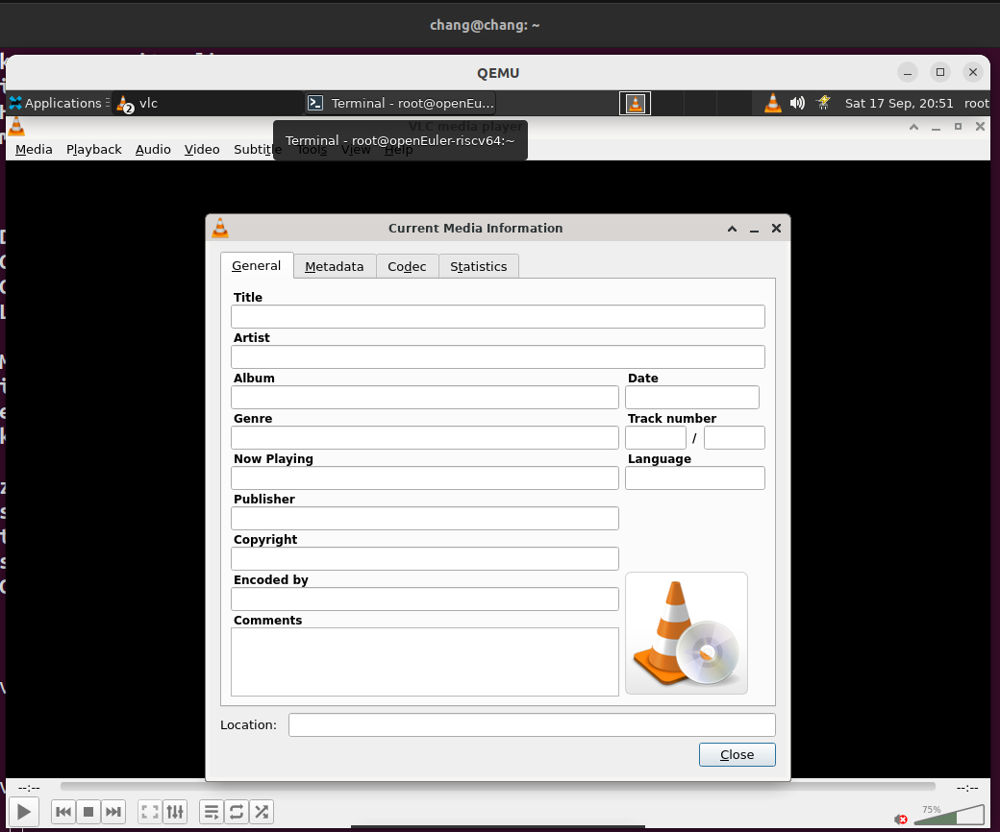 chang@chang: ~
QEMU
Applications
2
vlc
Terminal - root@openEu...
Sat 17 Sep, 20:51
root
VLC media player
Media Playback Audio Video Subtitle Tools View Help
Terminal - root@openEuler-riscv64:~
Current Media Information
General Metadata Codec Statistics
Title
Artist
Album Date
Genre Track number
/
Now Playing Language
Publisher
Copyright
Encoded by
Comments
Location:
Close
--:-- --:--
75%